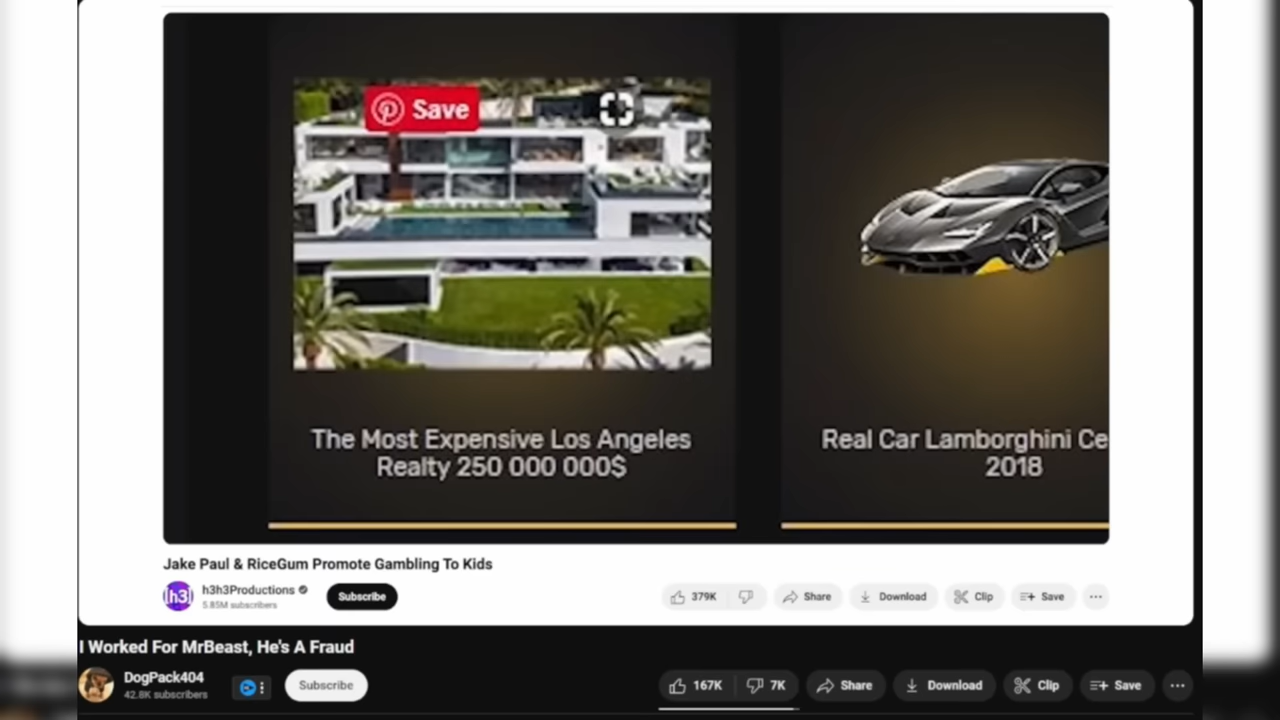 Save
The Most Expensive Los Angeles
Realty 250 000 000$
Real Car Lamborghini Ce
2018
Jake Paul & RiceGum Promote Gambling To Kids
h3
h3h3Productions
5.85M subscribers
Subscribe
379K
Share
Download
Clip
Save
I Worked For MrBeast, He's A Fraud
DogPack404
42.8K subscribers
Subscribe
167K
7K
Share
Download
Clip
Save